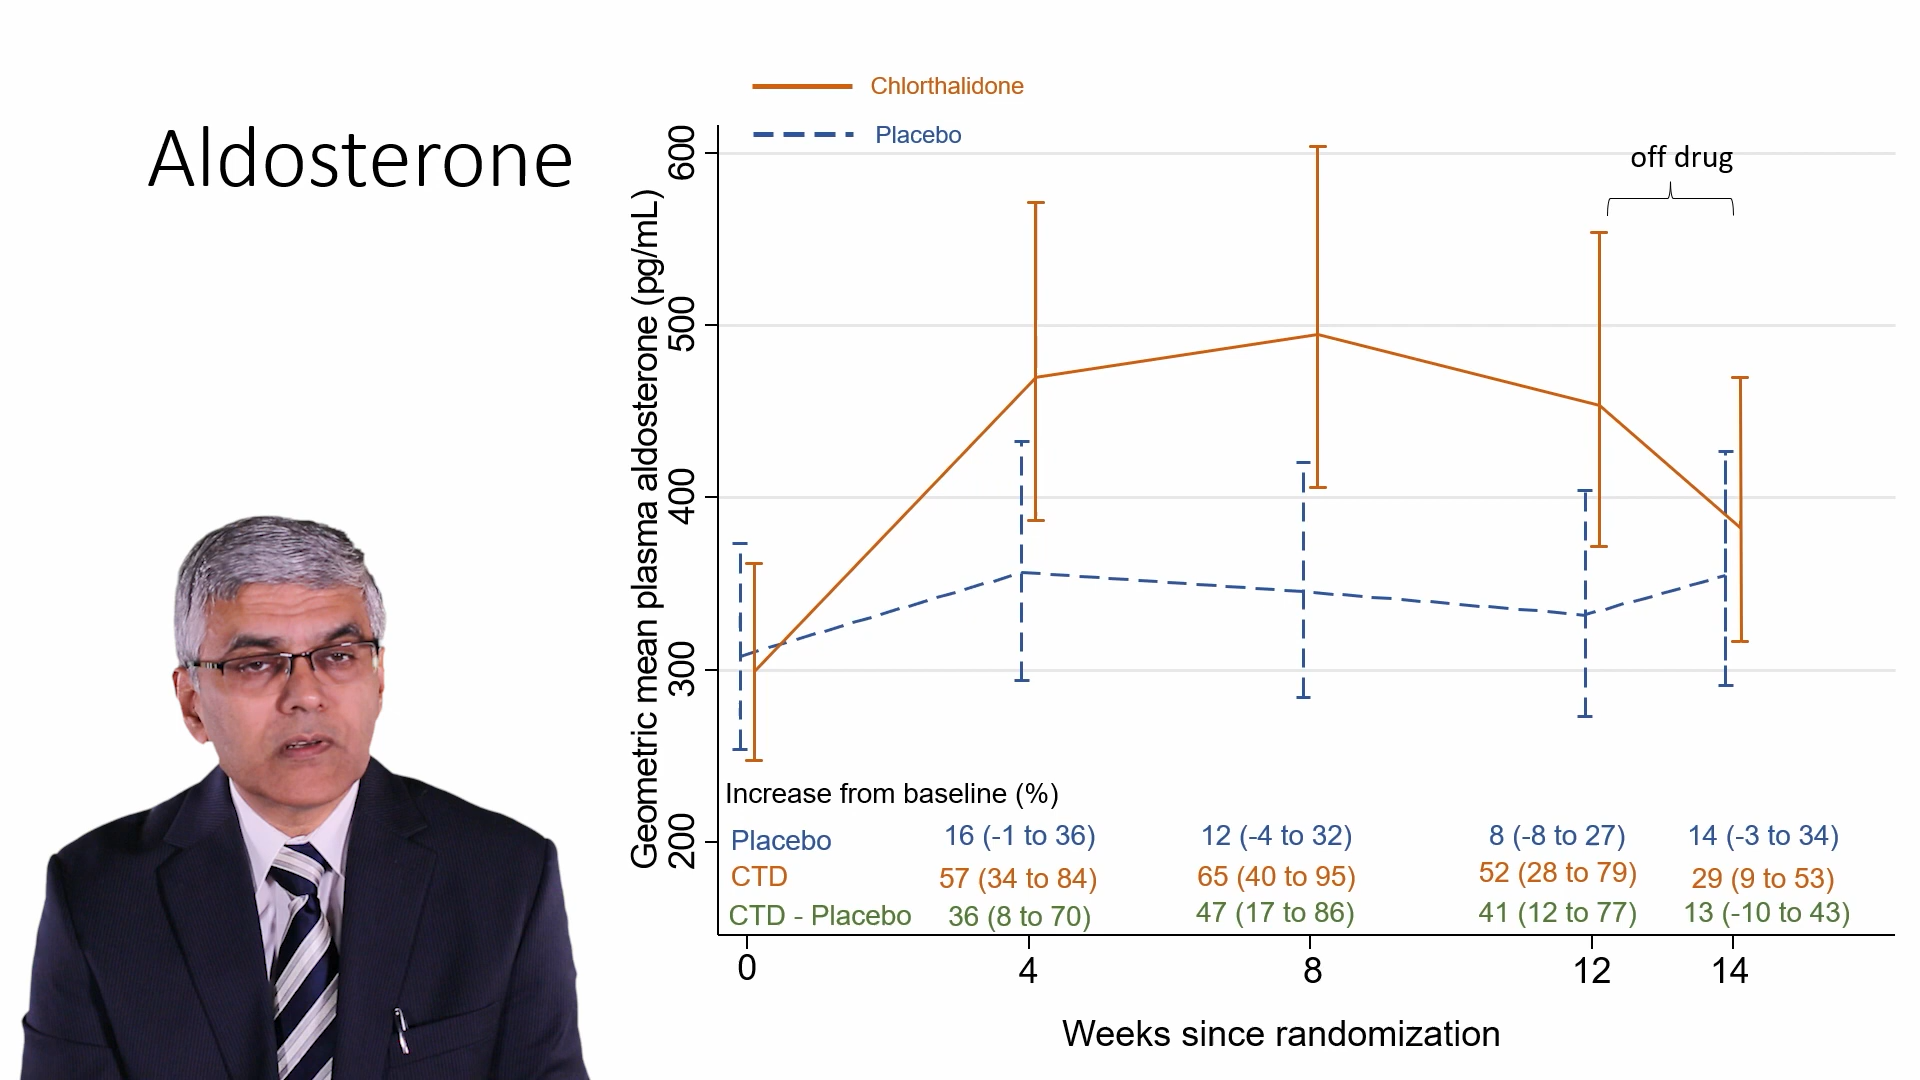 Aldosterone
Chlorthalidone
Placebo
off drug
Geometric mean plasma aldosterone (pg/mL)
600
500
400
300
200
Increase from baseline (%)
Placebo 16 (-1 to 36) 12 (-4 to 32) 8 (-8 to 27) 14 (-3 to 34)
CTD 57 (34 to 84) 65 (40 to 95) 52 (28 to 79) 29 (9 to 53)
CTD - Placebo 36 (8 to 70) 47 (17 to 86) 41 (12 to 77) 13 (-10 to 43)
0 4 8 12 14
Weeks since randomization